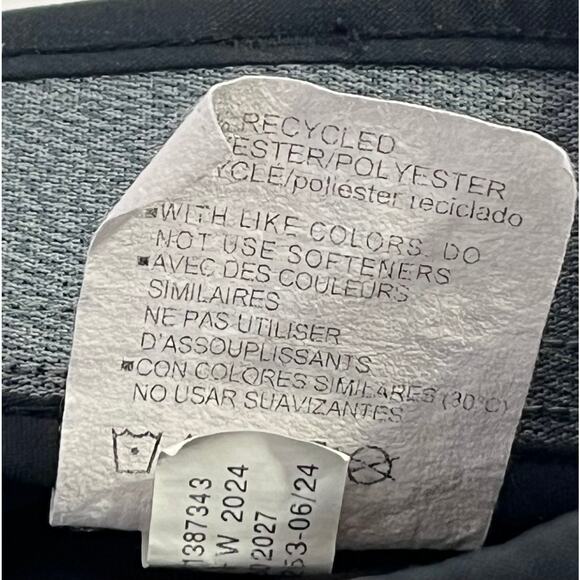 RECYCLED
ESTER/POLYESTER
YCLE/poliester reciclado
WITH LIKE COLORS. DO
NOT USE SOFTENERS
AVEC DES COULEURS
SIMILAIRES
NE PAS UTILISER
D'ASSOUPLISSANTS
CON COLORES SIMILARES (30°C)
NO USAR SUAVIZANTES
1387343
W 2024
2027
253-06/24